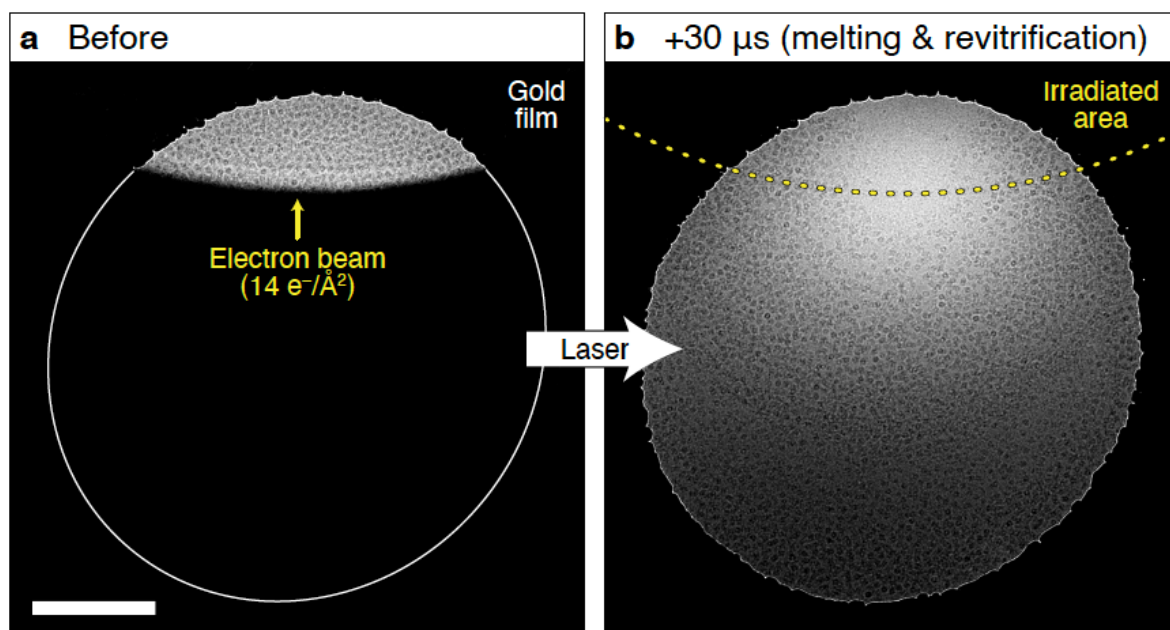 a Before
Gold
film
Electron beam
(14 e⁻/Å²)
Laser
b +30 µs (melting & revitrification)
Irradiated
area